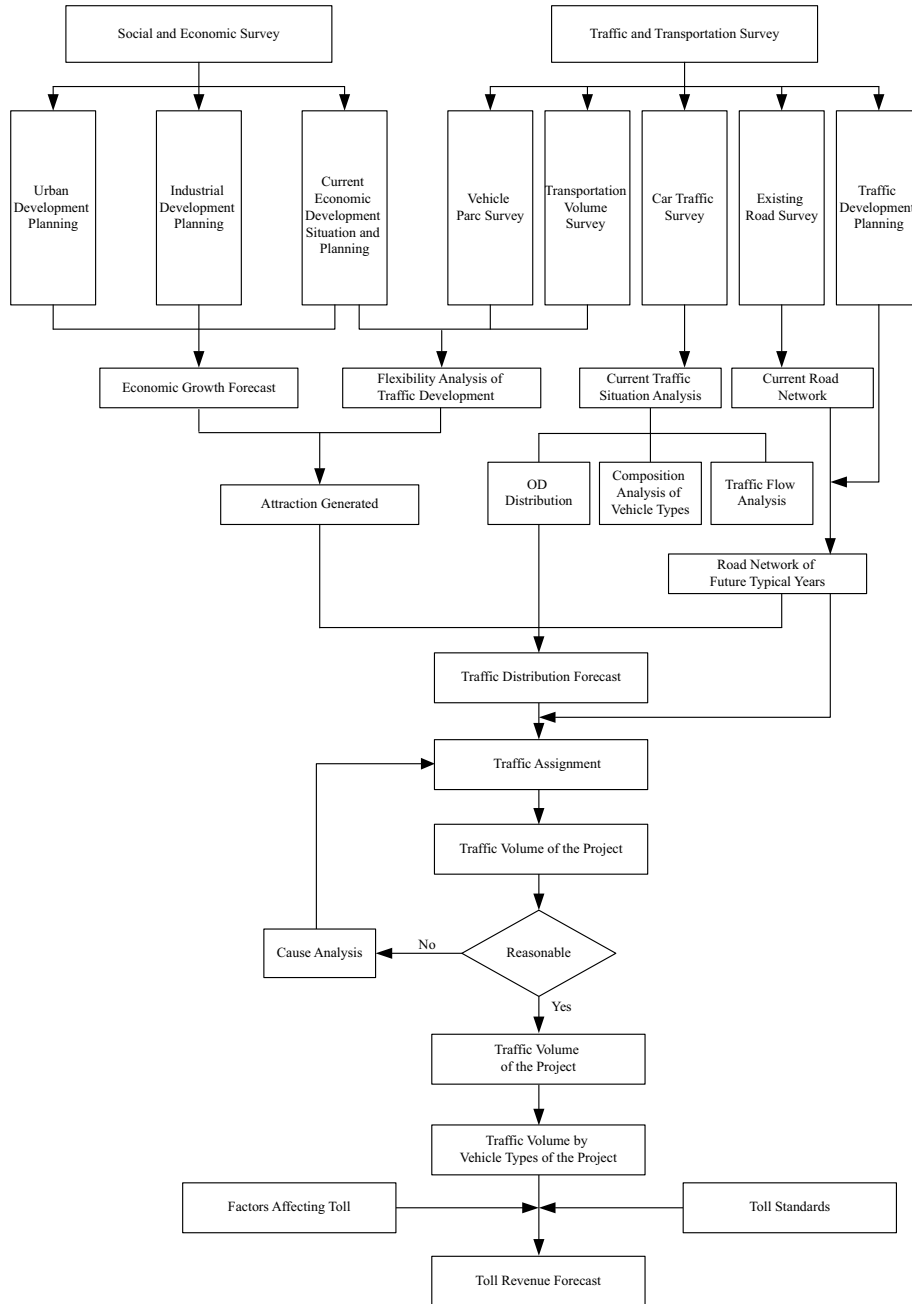 Social and Economic Survey
Traffic and Transportation Survey
Urban
Development
Planning
Industrial
Development
Planning
Current
Economic
Development
Situation and
Planning
Vehicle
Parc Survey
Transportation
Volume
Survey
Car Traffic
Survey
Existing
Road Survey
Traffic
Development
Planning
Economic Growth Forecast
Flexibility Analysis of
Traffic Development
Current Traffic
Situation Analysis
Current Road
Network
OD
Distribution
Composition
Analysis of
Vehicle Types
Traffic Flow
Analysis
Attraction Generated
Road Network of
Future Typical Years
Traffic Distribution Forecast
Traffic Assignment
Traffic Volume of the Project
Cause Analysis
No
Reasonable
Yes
Traffic Volume
of the Project
Traffic Volume by
Vehicle Types of the Project
Factors Affecting Toll
Toll Standards
Toll Revenue Forecast